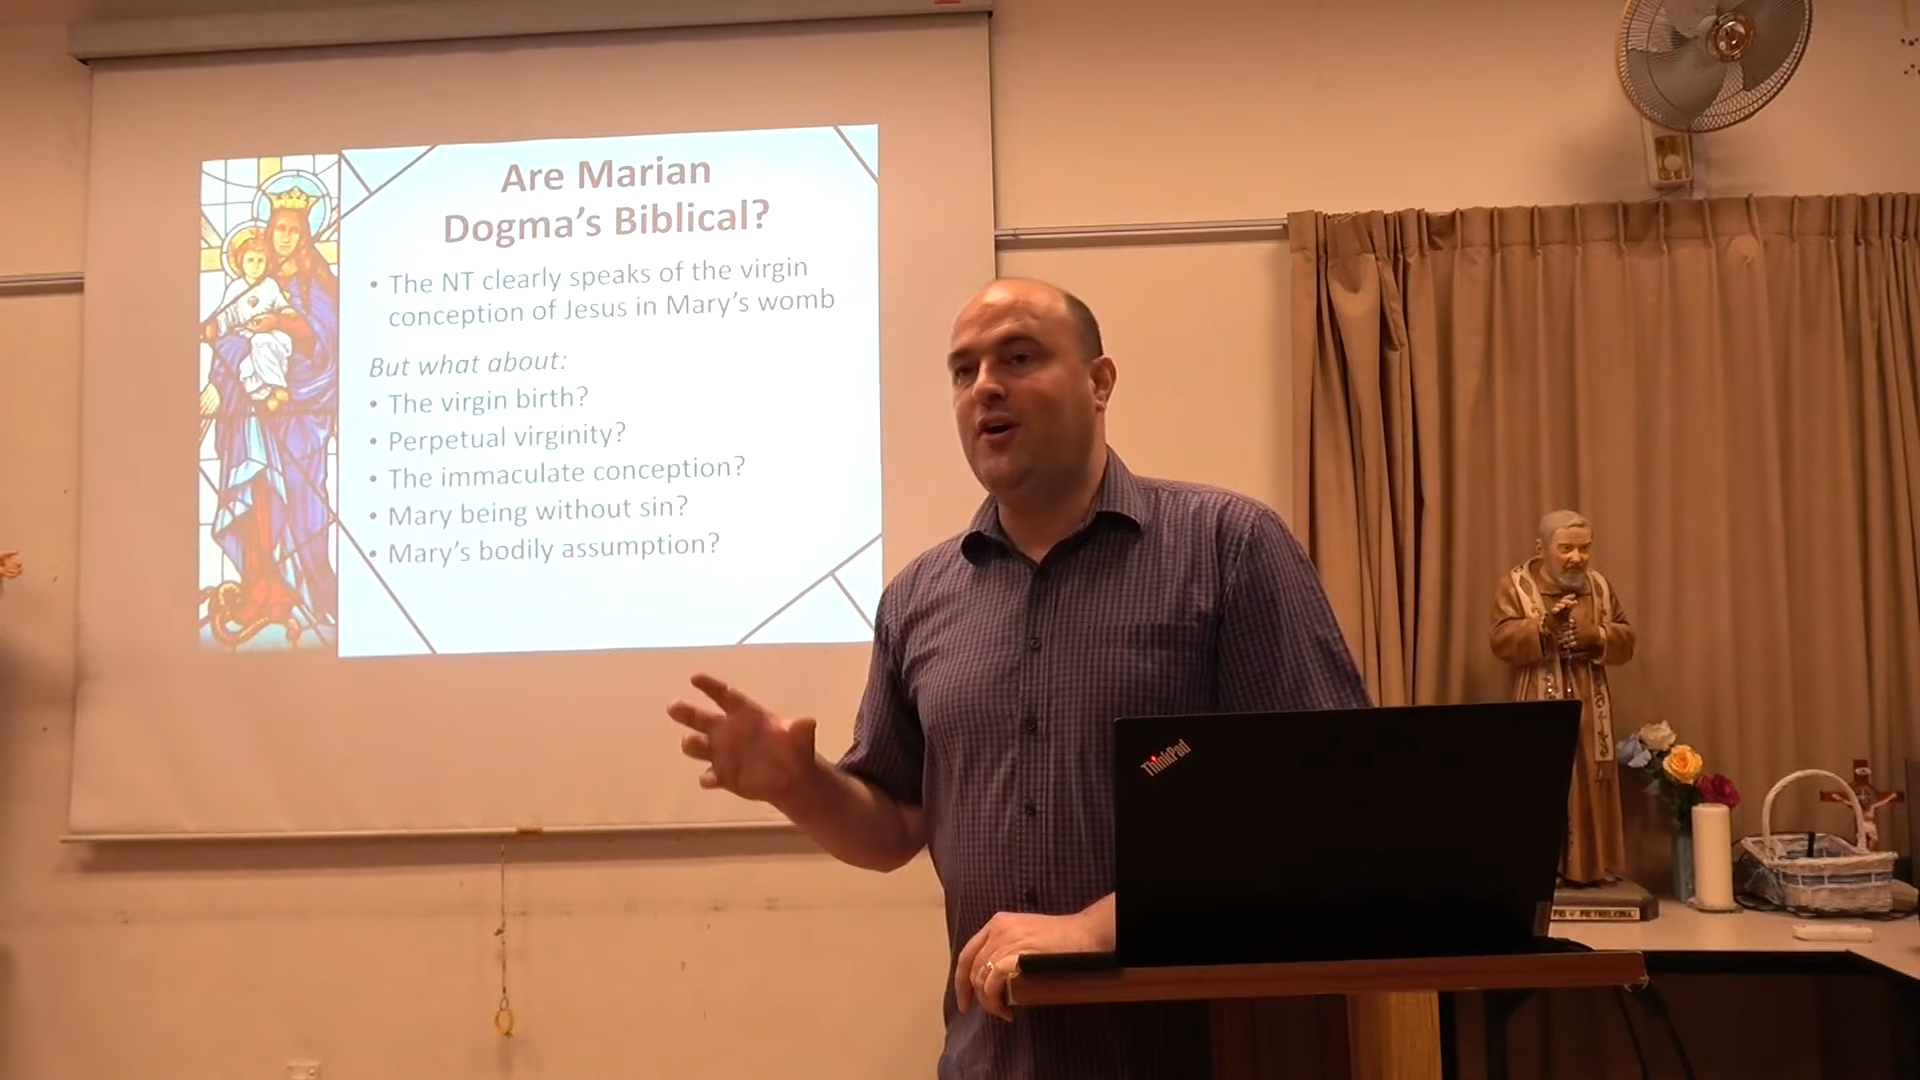 Are Marian
Dogma's Biblical?
• The NT clearly speaks of the virgin
conception of Jesus in Mary's womb
But what about:
• The virgin birth?
• Perpetual virginity?
• The immaculate conception?
• Mary being without sin?
• Mary's bodily assumption?
ThinkPad